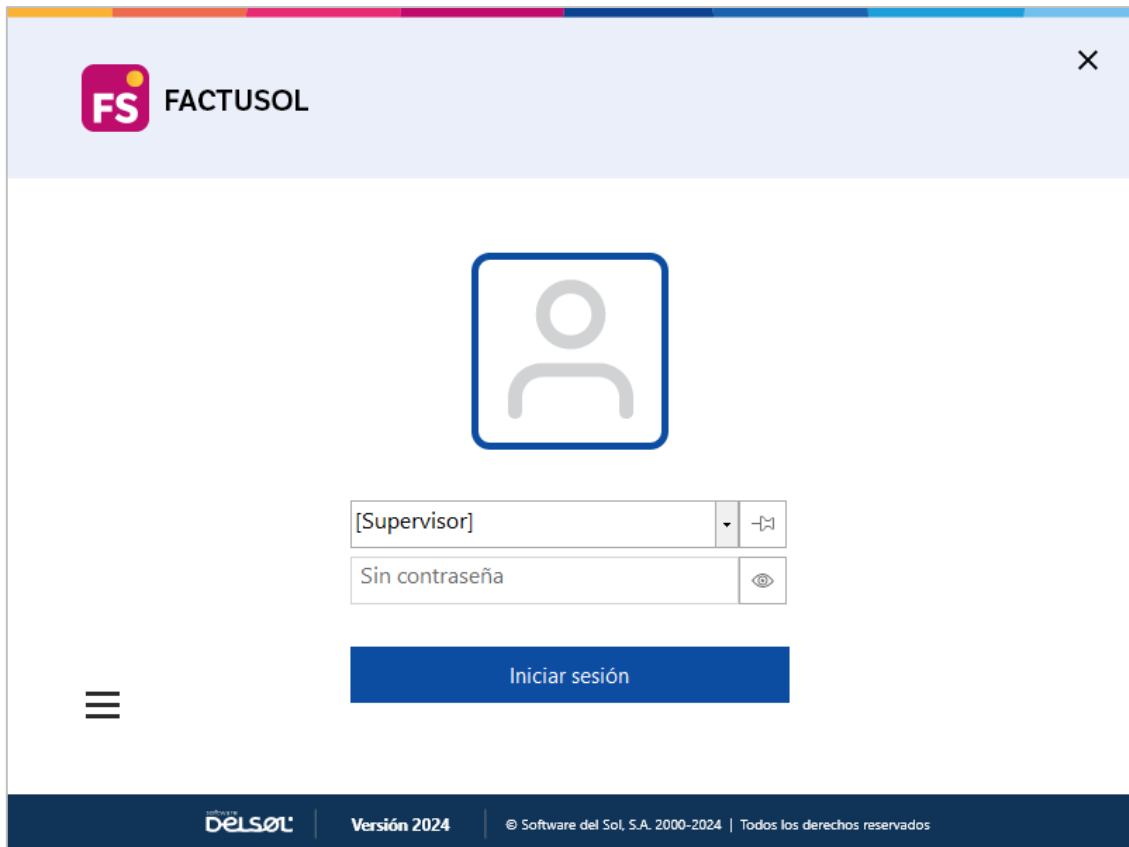 FS FACTUSOL
[Supervisor]
Sin contraseña
Iniciar sesión
software
DELSOL
Versión 2024
© Software del Sol, S.A. 2000-2024 | Todos los derechos reservados